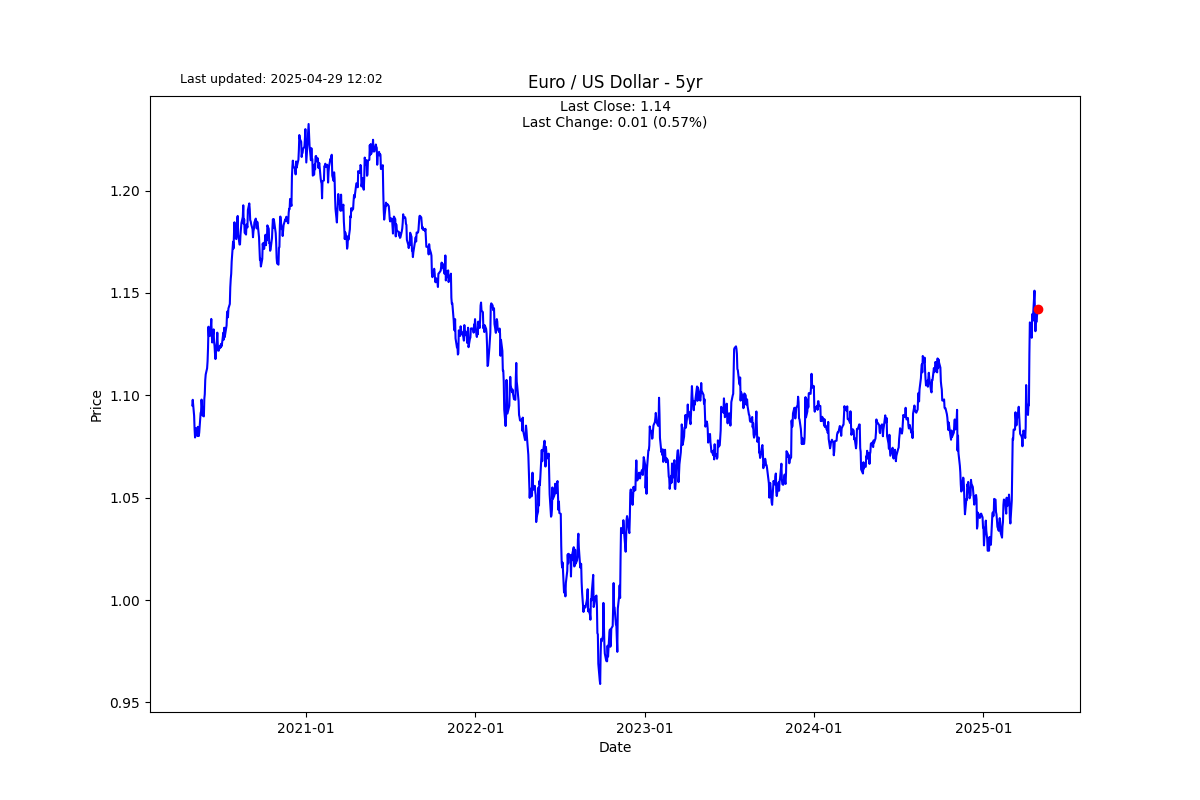 Last updated: 2025-04-29 12:02
Euro / US Dollar - 5yr
Last Close: 1.14
Last Change: 0.01 (0.57%)
1.20
1.15
1.10
1.05
1.00
0.95
Price
2021-01
2022-01
2023-01
2024-01
2025-01
Date